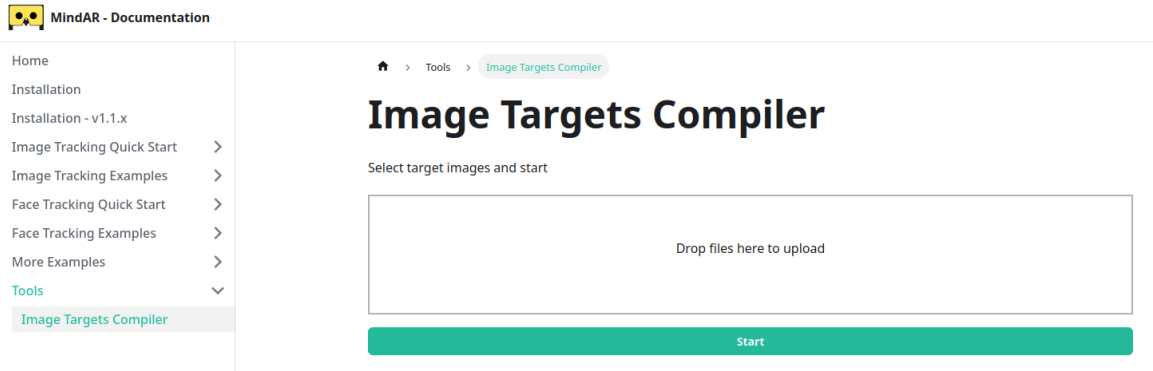 MindAR - Documentation
Home
Installation
Installation - v1.1.x
Image Tracking Quick Start
Image Tracking Examples
Face Tracking Quick Start
Face Tracking Examples
More Examples
Tools
Image Targets Compiler
Tools
Image Targets Compiler
Image Targets Compiler
Select target images and start
Drop files here to upload
Start